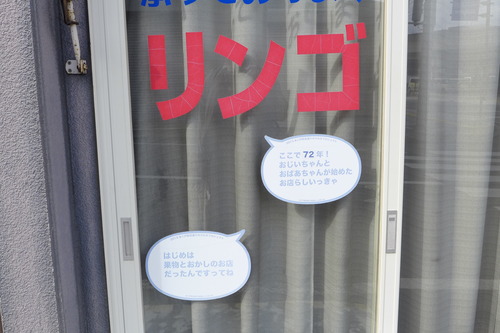 リンゴ
ここで72年!
おじいちゃんと
おばあちゃんが始めた
お店らしいっきゃ
はじめは
果物とおかしのお店
だったんですってね